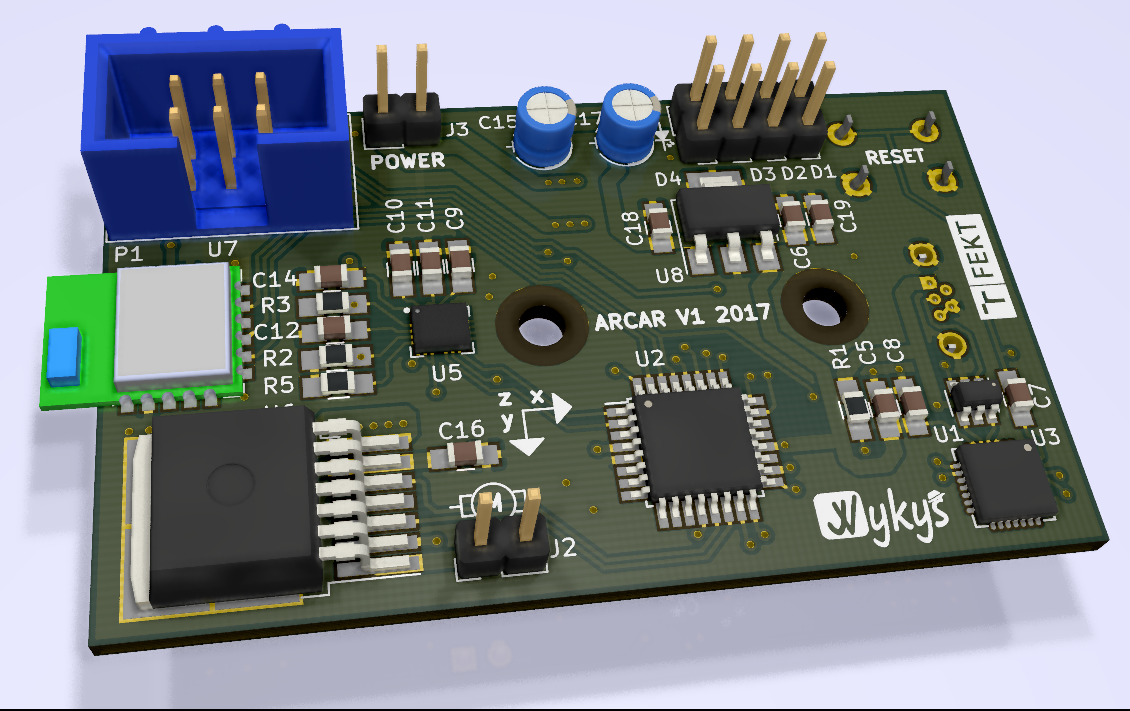 J3
C15
C17
POWER
D4
D3 D2 D1
RESET
P1
U7
C10
C11
C9
C18
C6
C19
U8
T | FEKT
C14
R3
C12
R2
R5
U5
ARCAR V1 2017
U2
R1
C5
C8
C7
U1
U3
z x
y
C16
M
J2
Wykys